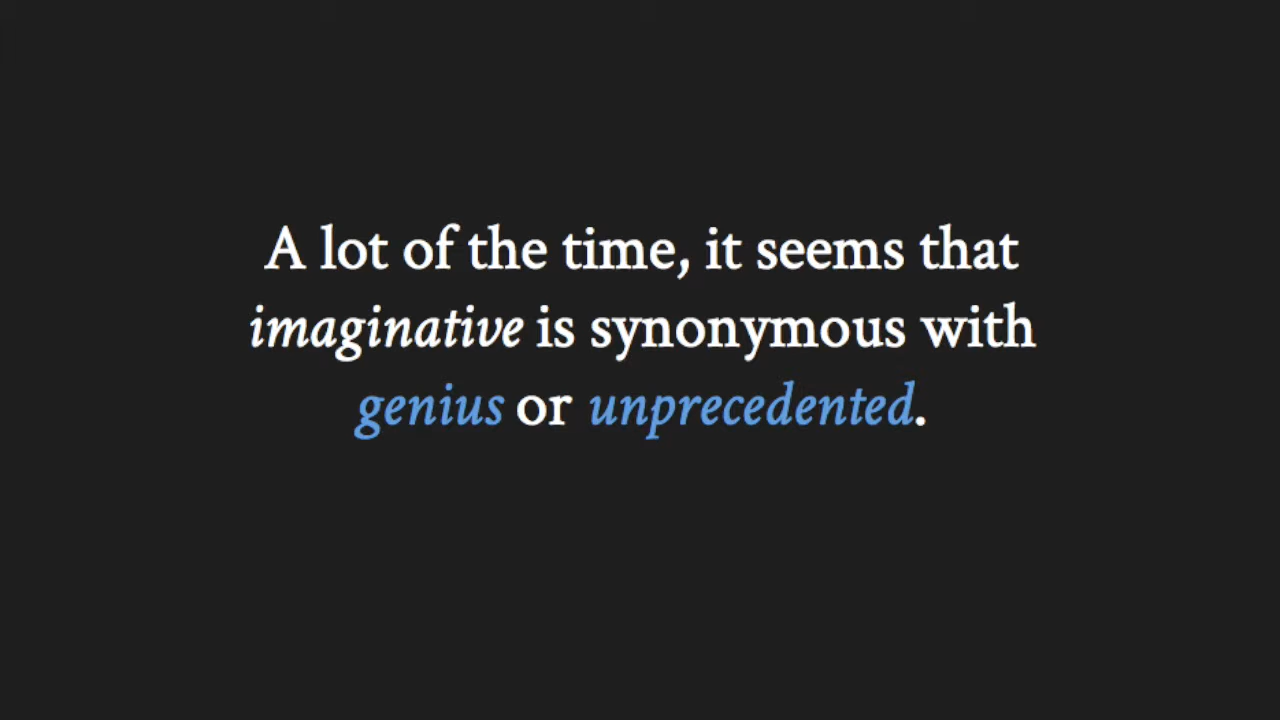 A lot of the time, it seems that
imaginative is synonymous with
genius or unprecedented.